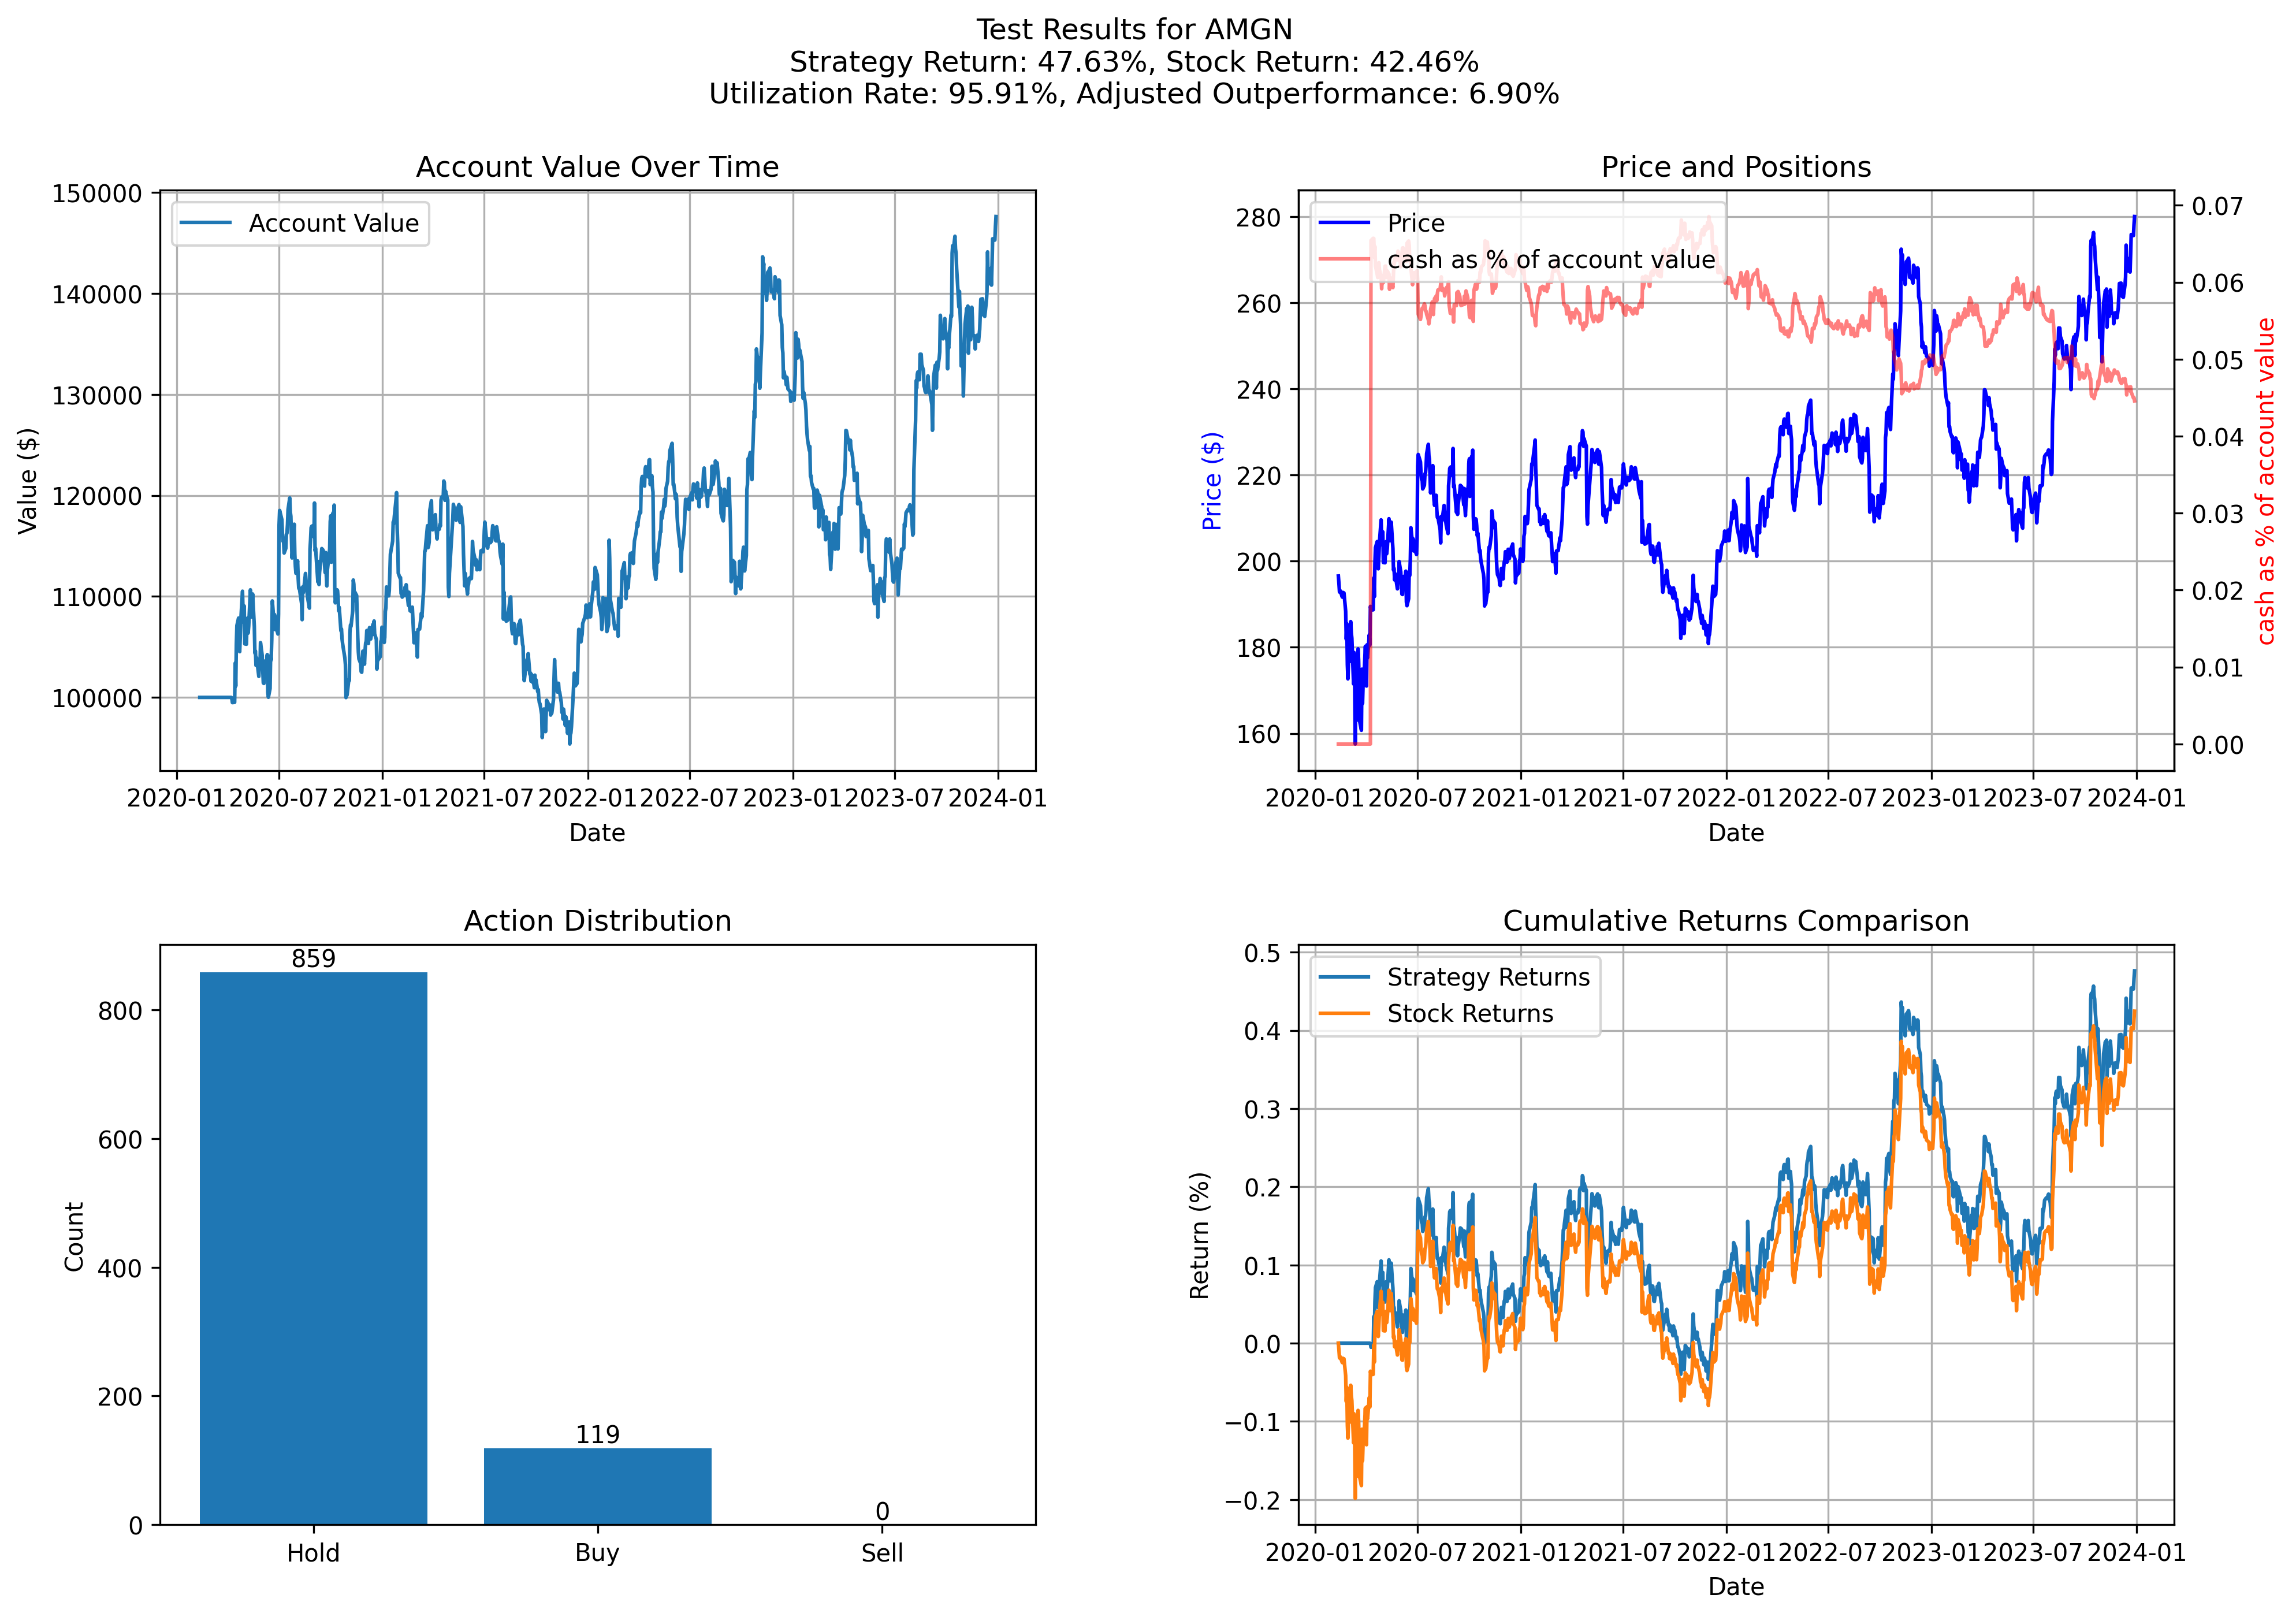 Test Results for AMGN
Strategy Return: 47.63%, Stock Return: 42.46%
Utilization Rate: 95.91%, Adjusted Outperformance: 6.90%
Account Value Over Time
Account Value
150000
140000
130000
120000
110000
100000
Value ($)
2020-01 2020-07 2021-01 2021-07 2022-01 2022-07 2023-01 2023-07 2024-01
Date
Price and Positions
Price
cash as % of account value
280
260
240
220
200
180
160
Price ($)
0.07
0.06
0.05
0.04
0.03
0.02
0.01
0.00
cash as % of account value
2020-01 2020-07 2021-01 2021-07 2022-01 2022-07 2023-01 2023-07 2024-01
Date
Action Distribution
859
119
0
800
600
400
200
0
Count
Hold Buy Sell
Cumulative Returns Comparison
Strategy Returns
Stock Returns
0.5
0.4
0.3
0.2
0.1
0.0
−0.1
−0.2
Return (%)
2020-01 2020-07 2021-01 2021-07 2022-01 2022-07 2023-01 2023-07 2024-01
Date